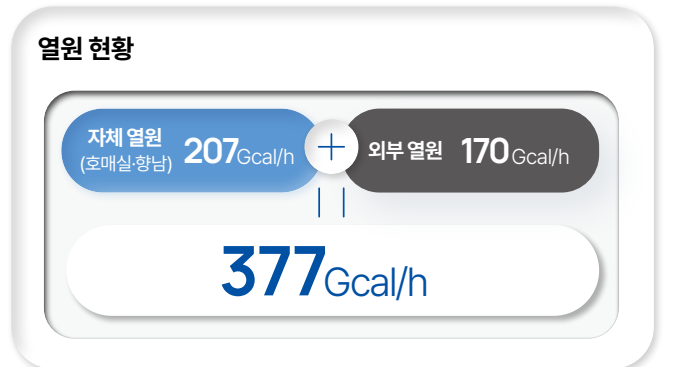 열원 현황
자체 열원
(호매실·향남)
207Gcal/h
+
외부 열원 170Gcal/h
377Gcal/h